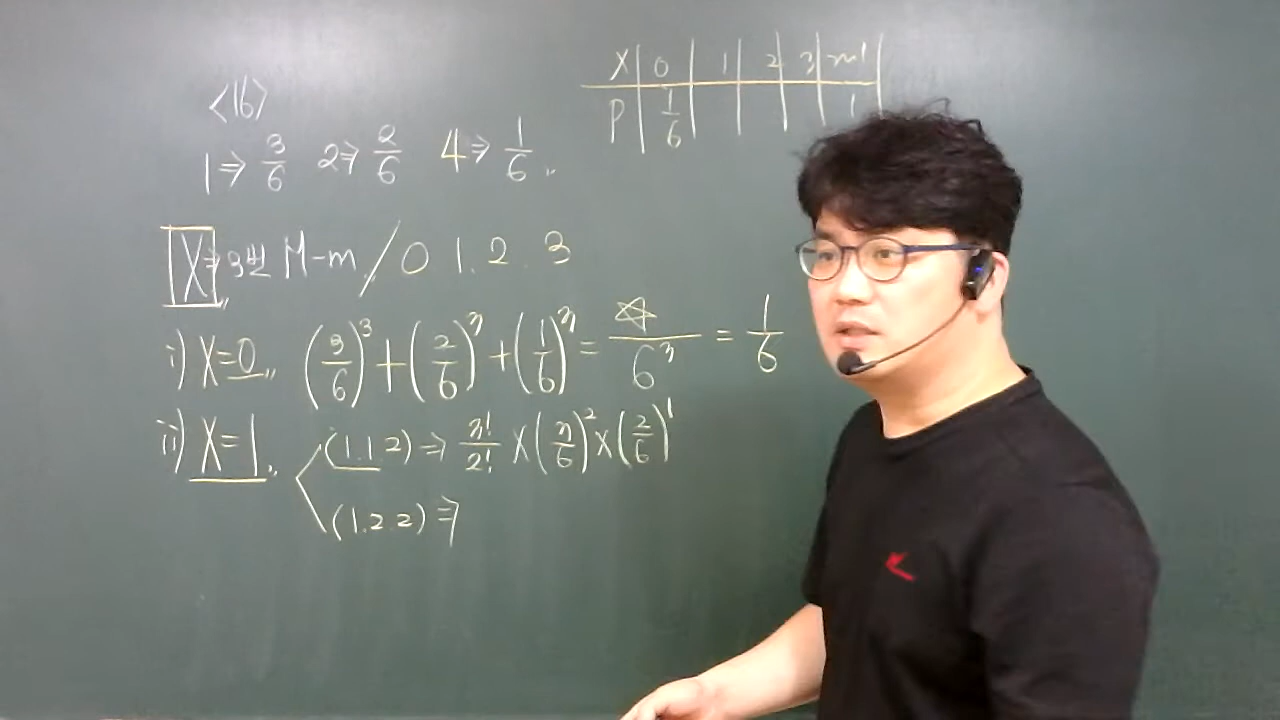 <16>
1 ⇒ 3/6 2 ⇒ 2/6 4 ⇒ 1/6
X 0 1 2 3 계
P 1/6 1
X ⇒ 3번 M-m / 0 1. 2. 3
i) X=0 (3/6)³+(2/6)³+(1/6)³ = ☆/6³ = 1/6
ii) X=1 (1.1.2) ⇒ 3!/2! × (3/6)² × (2/6)¹
(1.2.2) ⇒